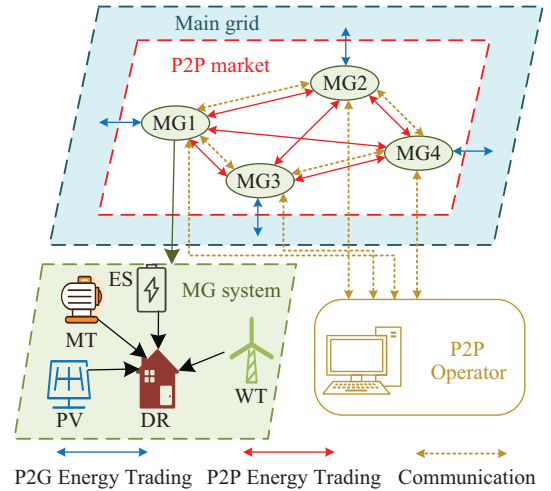 Main grid
P2P market
MG2
MG1
MG4
MG3
ES
MG system
MT
P2P
Operator
WT
PV
DR
P2G Energy Trading
P2P Energy Trading
Communication